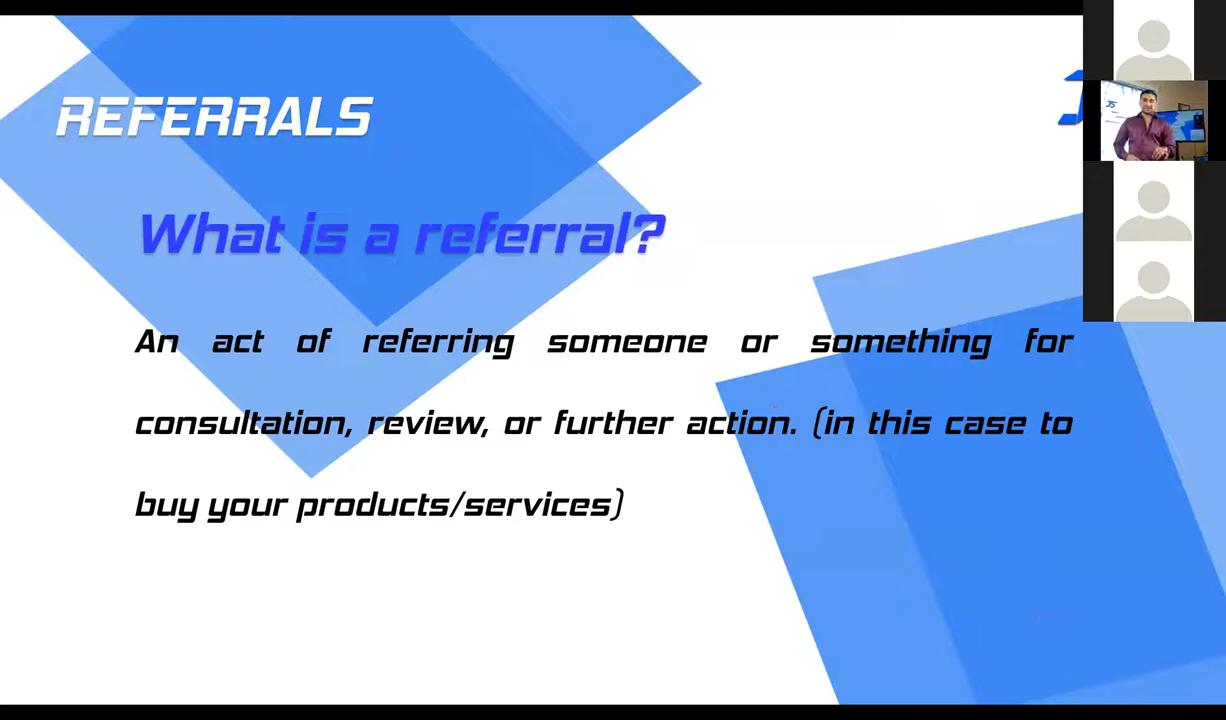 REFERRALS
What is a referral?
An act of referring someone or something for
consultation, review, or further action. (in this case to
buy your products/services)
JS